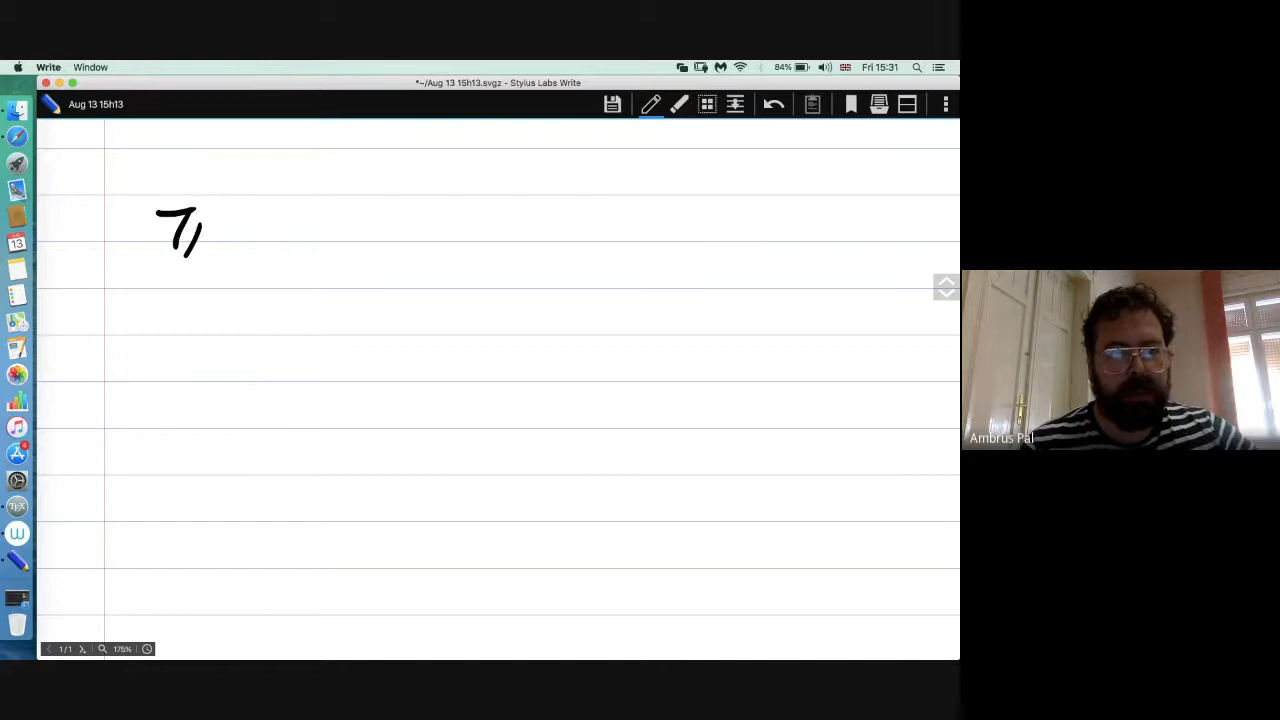 Write Window 84% Fri 15:31
*~/Aug 13 15h13.svgz - Stylus Labs Write
Aug 13 15h13
Ambrus Pal
1/1 175%